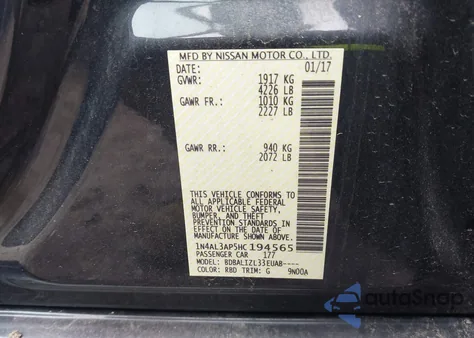 MFD BY NISSAN MOTOR CO., LTD.
DATE: 01/17
GVWR: 1917 KG
4226 LB
GAWR FR.: 1010 KG
2227 LB
GAWR RR.: 940 KG
2072 LB
THIS VEHICLE CONFORMS TO
ALL APPLICABLE FEDERAL
MOTOR VEHICLE SAFETY,
BUMPER, AND THEFT
PREVENTION STANDARDS
IN EFFECT ON THE DATE OF
MANUFACTURE SHOWN ABOVE.
1N4AL3AP5HC194565
PASSENGER CAR 177
MODEL: BDBALIZL33EUAB----
COLOR: RBD TRIM: G 9N00A
autoSnap